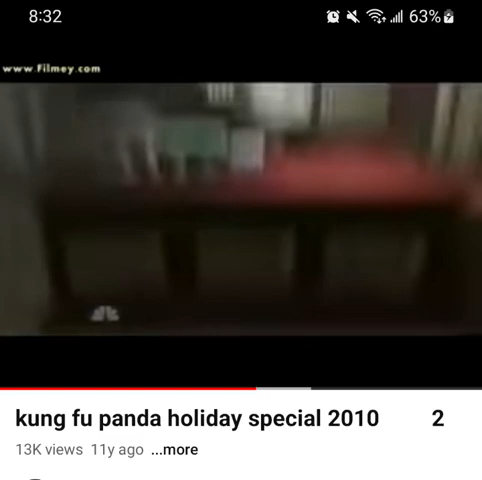 8:32 63%
www.Filmey.com
kung fu panda holiday special 2010 2
13K views 11y ago ...more